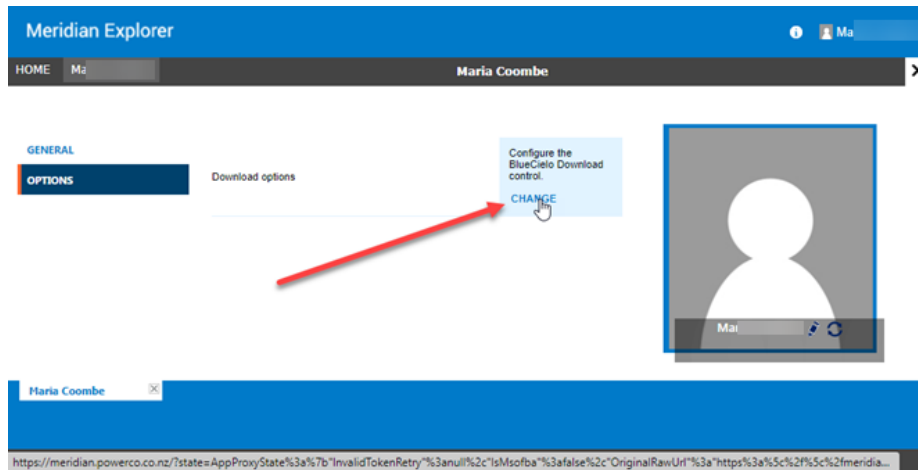 Meridian Explorer
Ma
HOME Ma
Maria Coombe
GENERAL
OPTIONS
Download options
Configure the
BlueCielo Download
control.
CHANGE
Mar
Maria Coombe
https://meridian.powerco.co.nz/?state=AppProxyState%3a%7b"InvalidTokenRetry"%3anull%2c"IsMsofba"%3afalse%2c"OriginalRawUrl"%3a"https%3a%5c%2f%5c%2fmeridia...